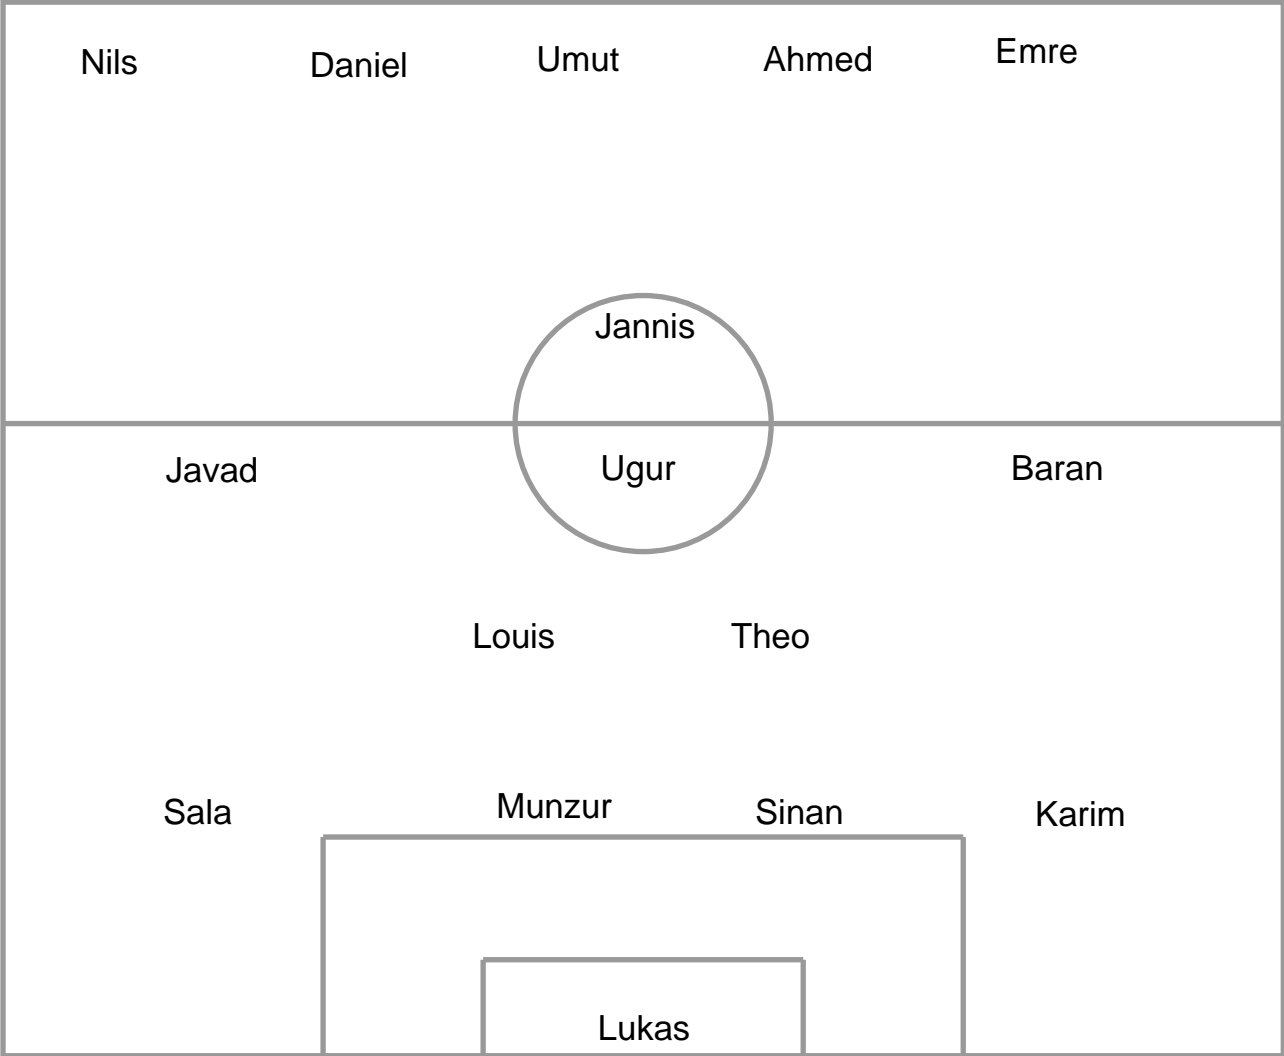 Nils Daniel Umut Ahmed Emre
Jannis
Javad Ugur Baran
Louis Theo
Sala Munzur Sinan Karim
Lukas